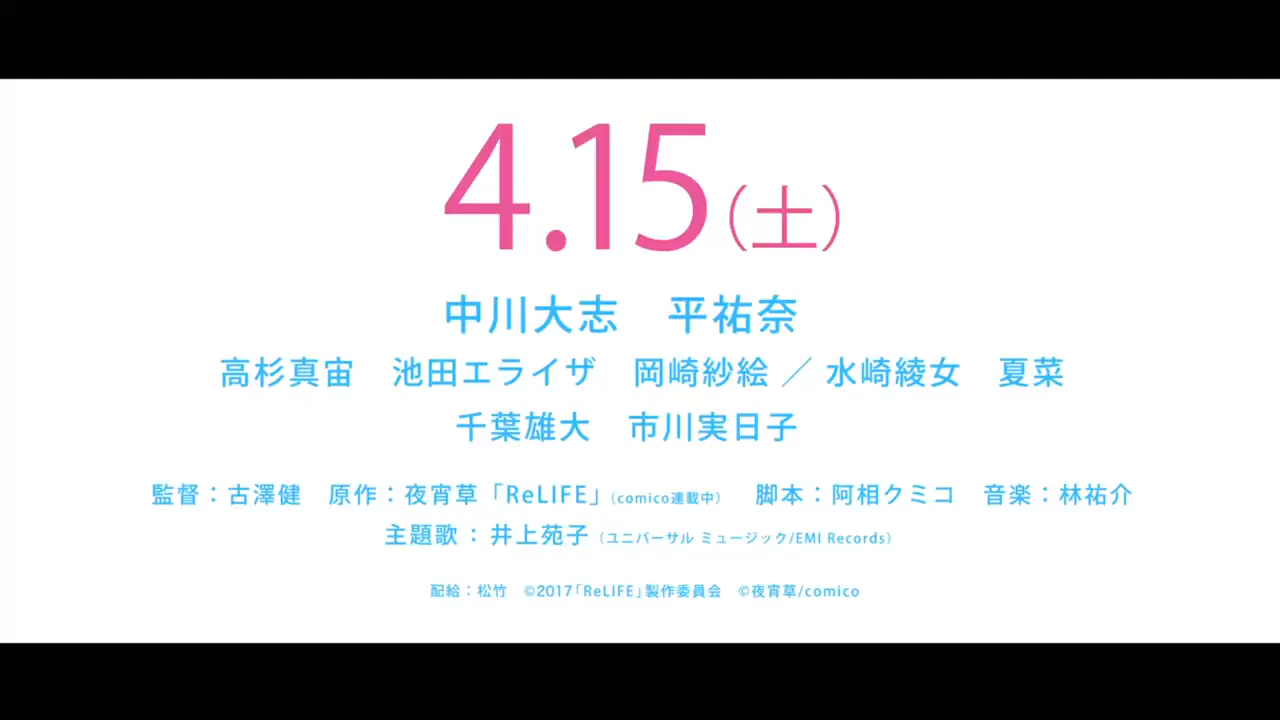 4.15（土）
中川大志　平祐奈
高杉真宙　池田エライザ　岡崎紗絵 ／ 水崎綾女　夏菜
千葉雄大　市川実日子
監督：古澤健　原作：夜宵草「ReLIFE」（comico連載中）　脚本：阿相クミコ　音楽：林祐介
主題歌：井上苑子（ユニバーサル ミュージック/EMI Records）
配給：松竹　©2017「ReLIFE」製作委員会　©夜宵草/comico